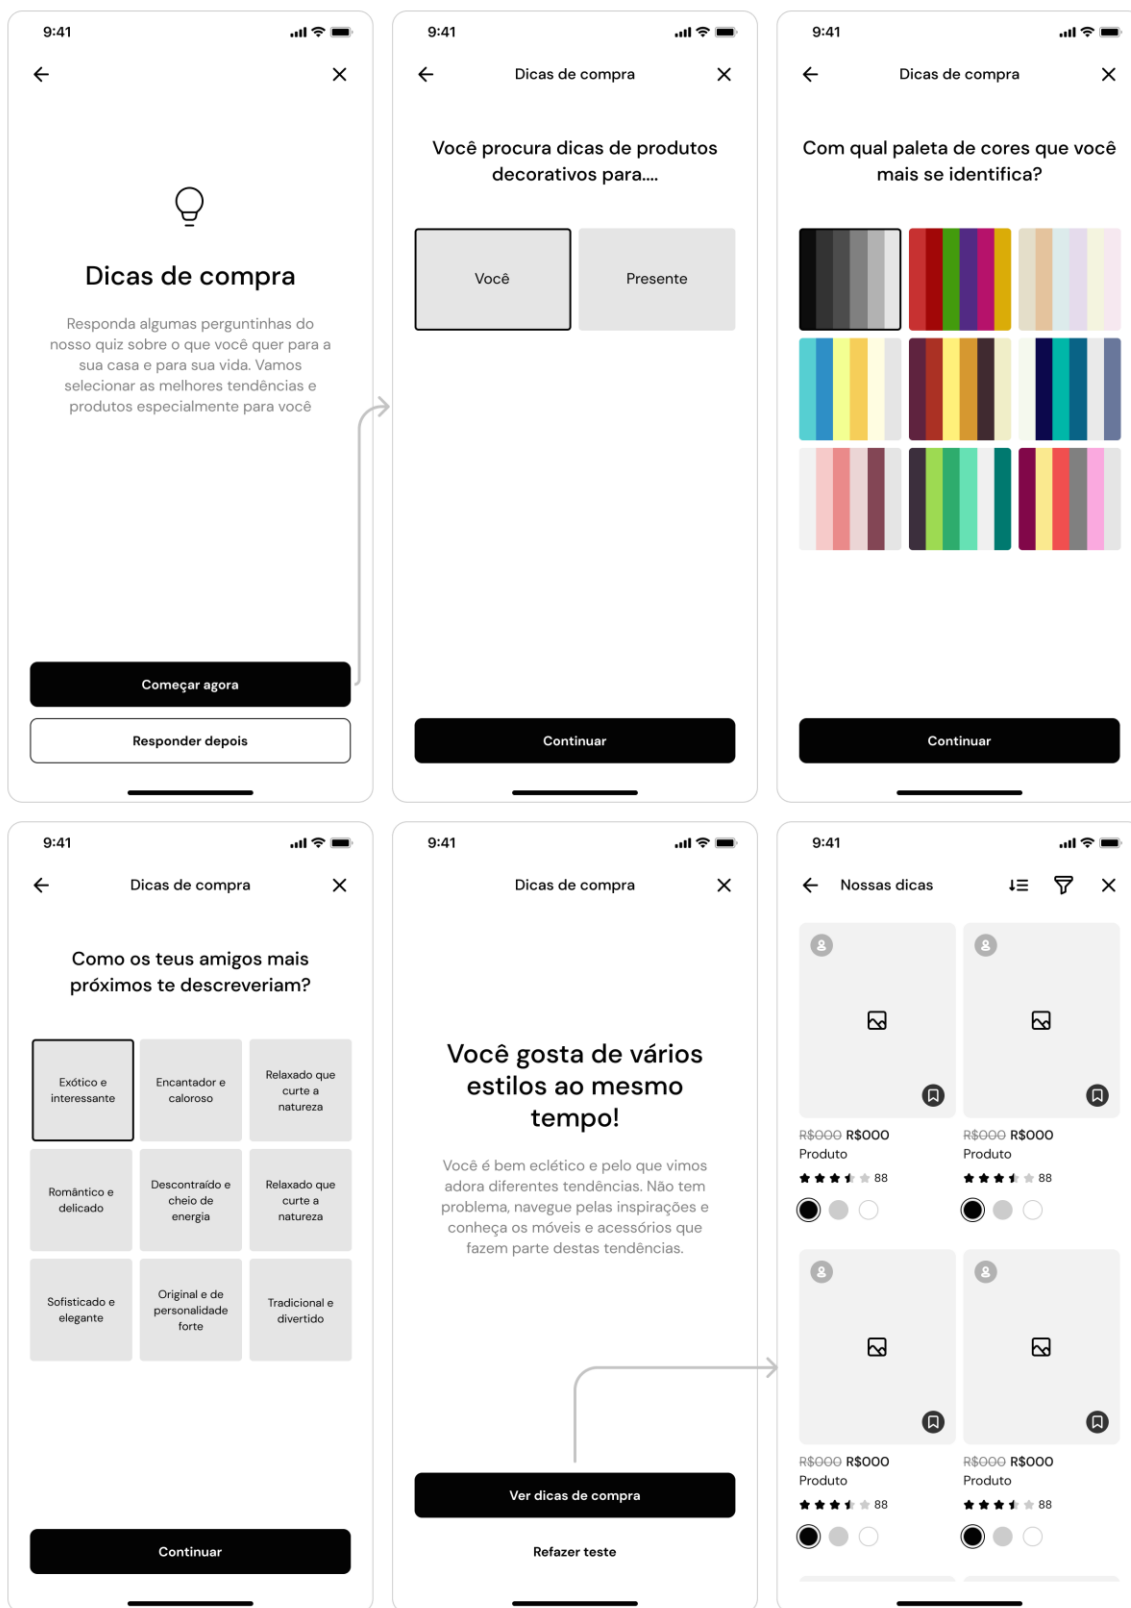 9:41
Dicas de compra
Responda algumas perguntinhas do
nosso quiz sobre o que você quer para a
sua casa e para sua vida. Vamos
selecionar as melhores tendências e
produtos especialmente para você
Começar agora
Responder depois
9:41
Dicas de compra
Você procura dicas de produtos
decorativos para....
Você
Presente
Continuar
9:41
Dicas de compra
Com qual paleta de cores que você
mais se identifica?
Continuar
9:41
Dicas de compra
Como os teus amigos mais
próximos te descreveriam?
Exótico e
interessante
Encantador e
caloroso
Relaxado que
curte a
natureza
Romântico e
delicado
Descontraído e
cheio de
energia
Relaxado que
curte a
natureza
Sofisticado e
elegante
Original e de
personalidade
forte
Tradicional e
divertido
Continuar
9:41
Dicas de compra
Você gosta de vários
estilos ao mesmo
tempo!
Você é bem eclético e pelo que vimos
adora diferentes tendências. Não tem
problema, navegue pelas inspirações e
conheça os móveis e acessórios que
fazem parte destas tendências.
Ver dicas de compra
Refazer teste
9:41
Nossas dicas
R$000 R$000
Produto
88
R$000 R$000
Produto
88
R$000 R$000
Produto
88
R$000 R$000
Produto
88